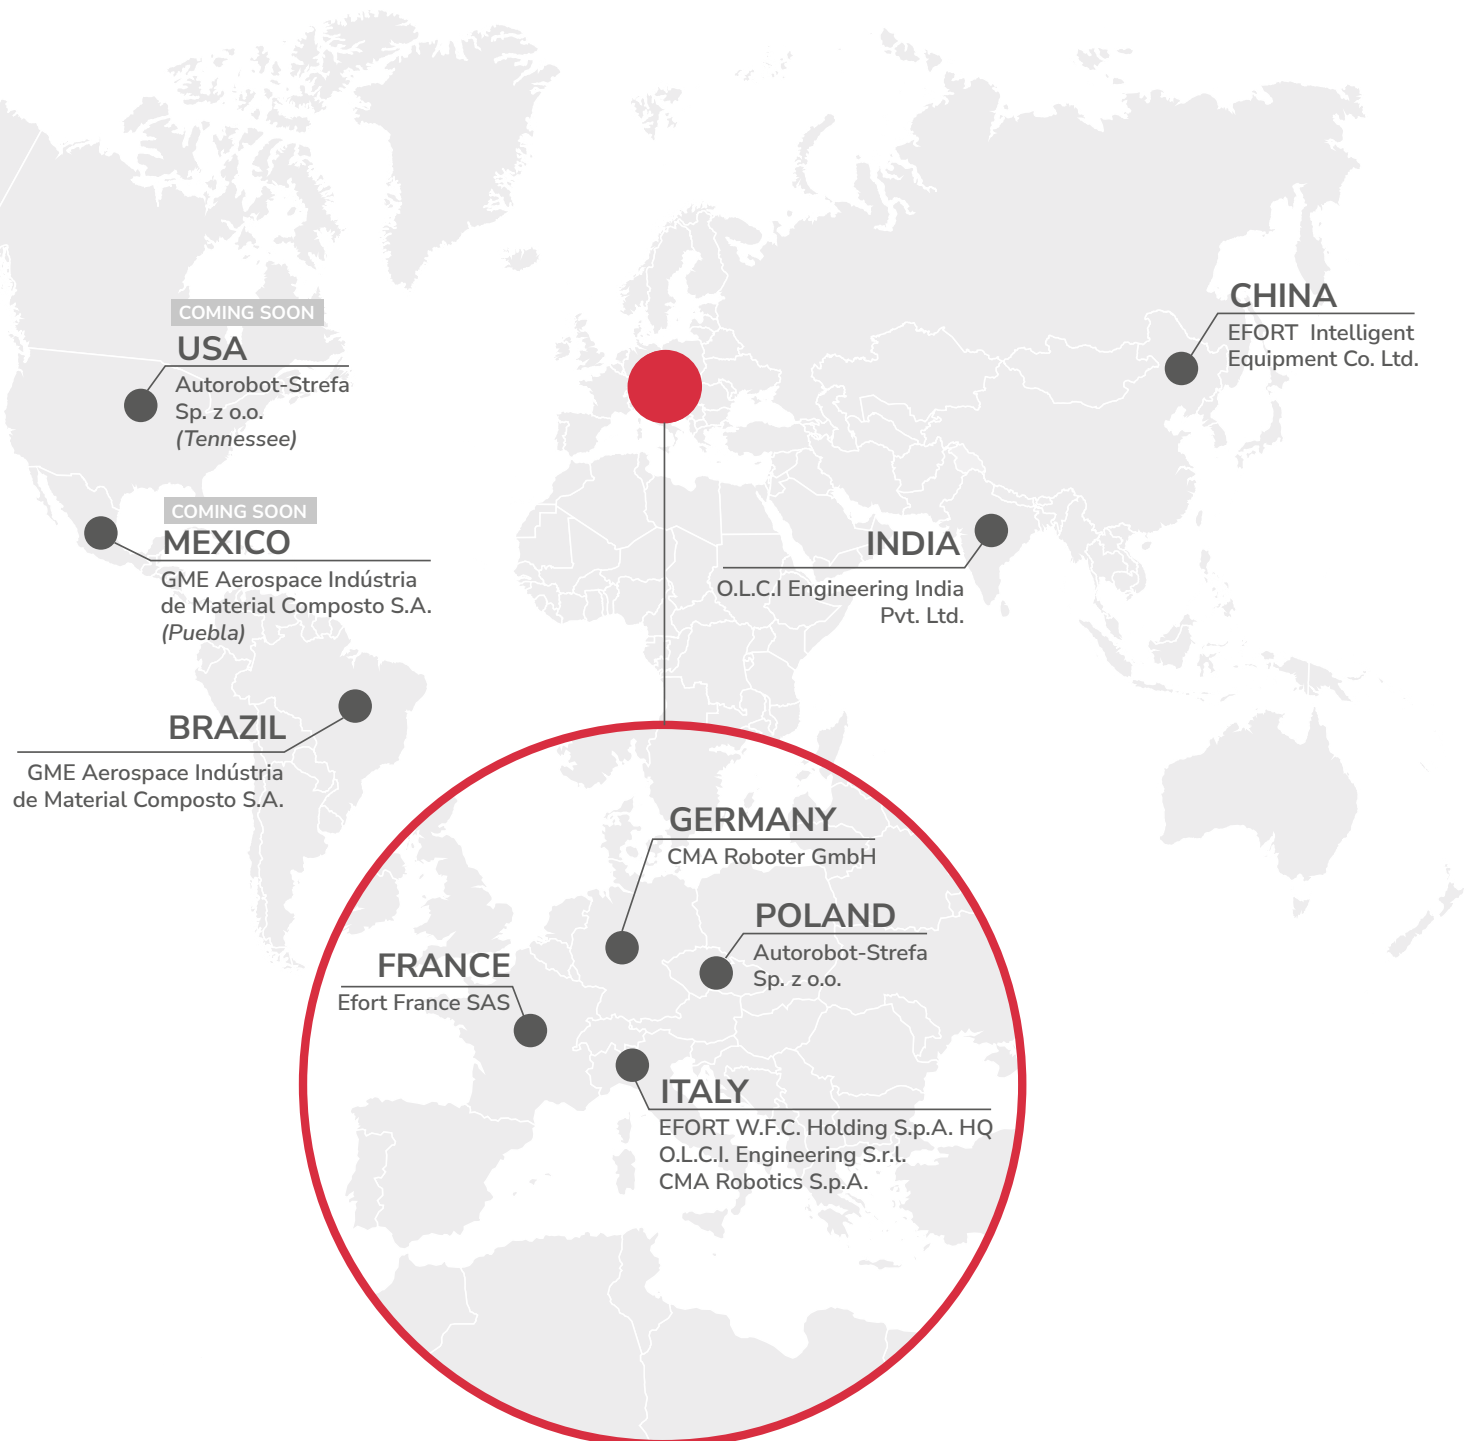 COMING SOON
USA
Autorobot-Strefa
Sp. z o.o.
(Tennessee)
COMING SOON
MEXICO
GME Aerospace Indústria
de Material Composto S.A.
(Puebla)
BRAZIL
GME Aerospace Indústria
de Material Composto S.A.
CHINA
EFORT Intelligent
Equipment Co. Ltd.
INDIA
O.L.C.I Engineering India
Pvt. Ltd.
GERMANY
CMA Roboter GmbH
POLAND
Autorobot-Strefa
Sp. z o.o.
FRANCE
Efort France SAS
ITALY
EFORT W.F.C. Holding S.p.A. HQ
O.L.C.I. Engineering S.r.l.
CMA Robotics S.p.A.